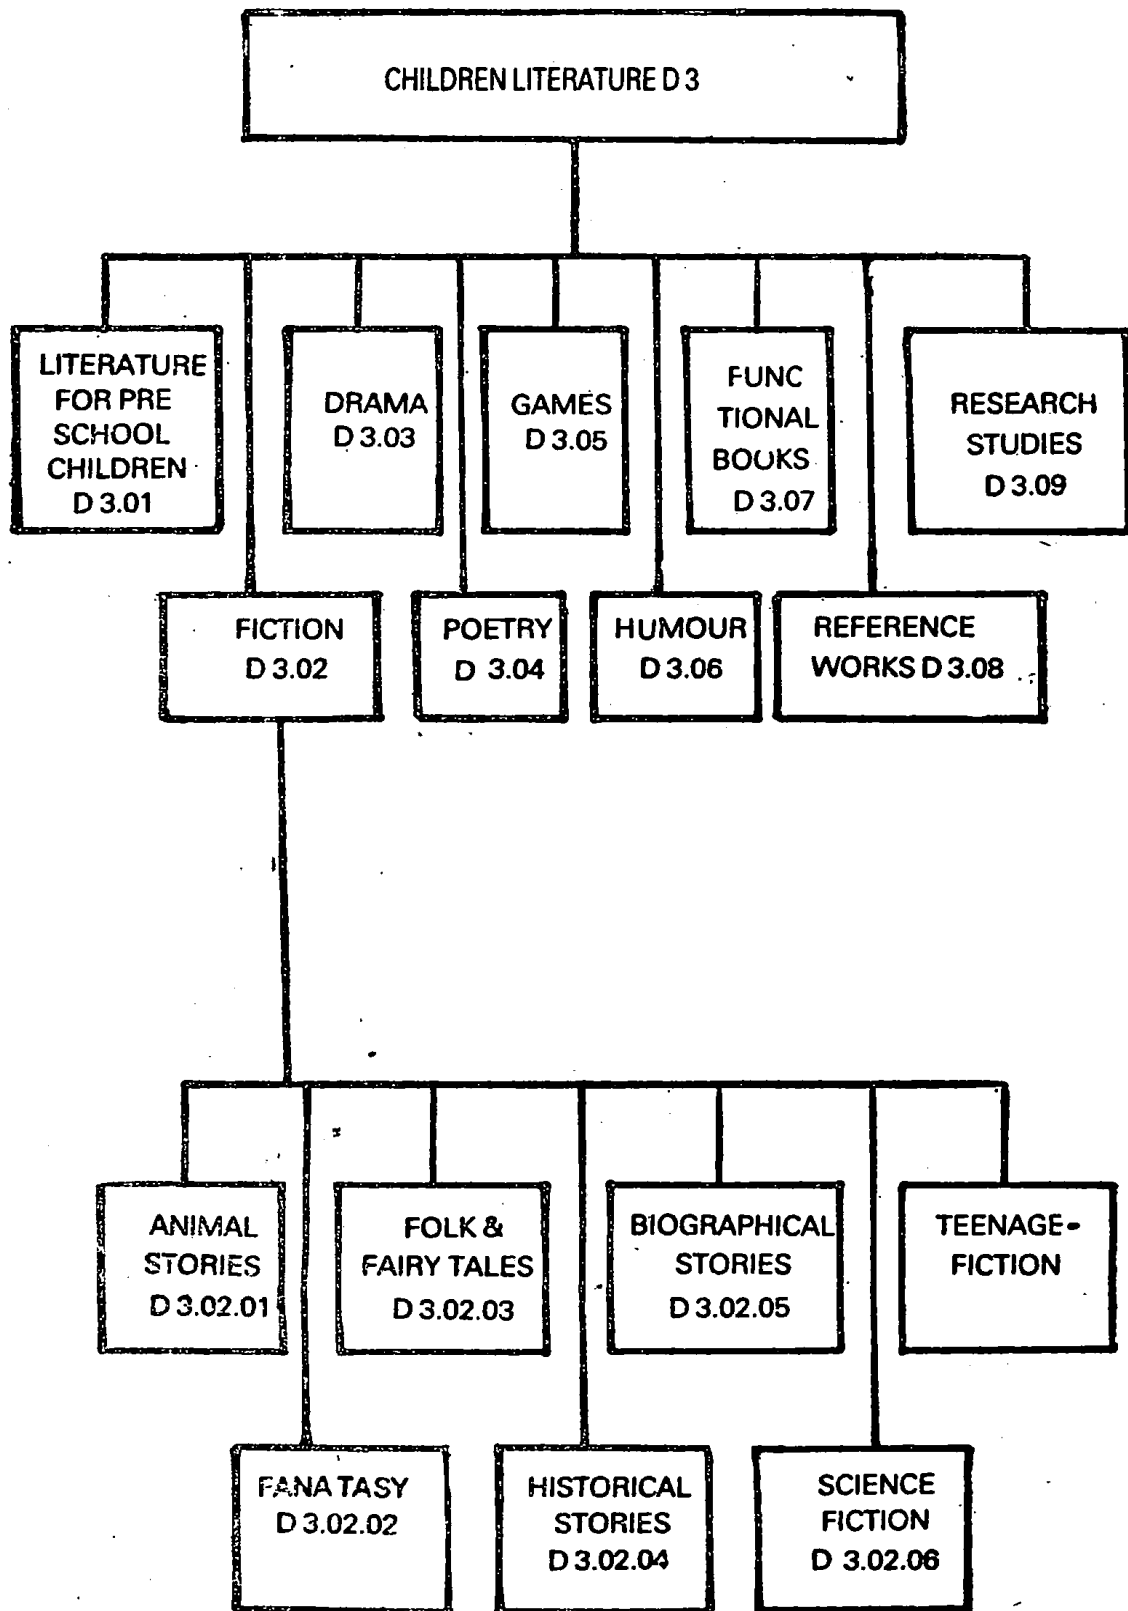 CHILDREN LITERATURE D 3
LITERATURE
FOR PRE
SCHOOL
CHILDREN
D 3.01
DRAMA
D 3.03
GAMES
D 3.05
FUNC
TIONAL
BOOKS
D 3.07
RESEARCH
STUDIES
D 3.09
FICTION
D 3.02
POETRY
D 3.04
HUMOUR
D 3.06
REFERENCE
WORKS D 3.08
ANIMAL
STORIES
D 3.02.01
FOLK &
FAIRY TALES
D 3.02.03
BIOGRAPHICAL
STORIES
D 3.02.05
TEENAGE-
FICTION
FANA TASY
D 3.02.02
HISTORICAL
STORIES
D 3.02.04
SCIENCE
FICTION
D 3.02.06